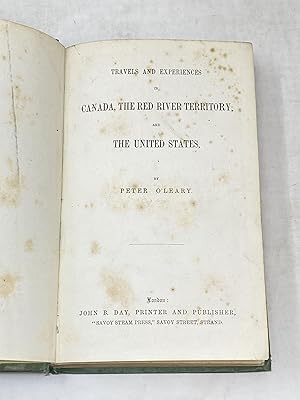 TRAVELS AND EXPERIENCES
IN
CANADA, THE RED RIVER TERRITORY,
AND
THE UNITED STATES,
BY
PETER O'LEARY.
London:
JOHN B. DAY, PRINTER AND PUBLISHER,
"SAVOY STEAM PRESS," SAVOY STREET, STRAND.